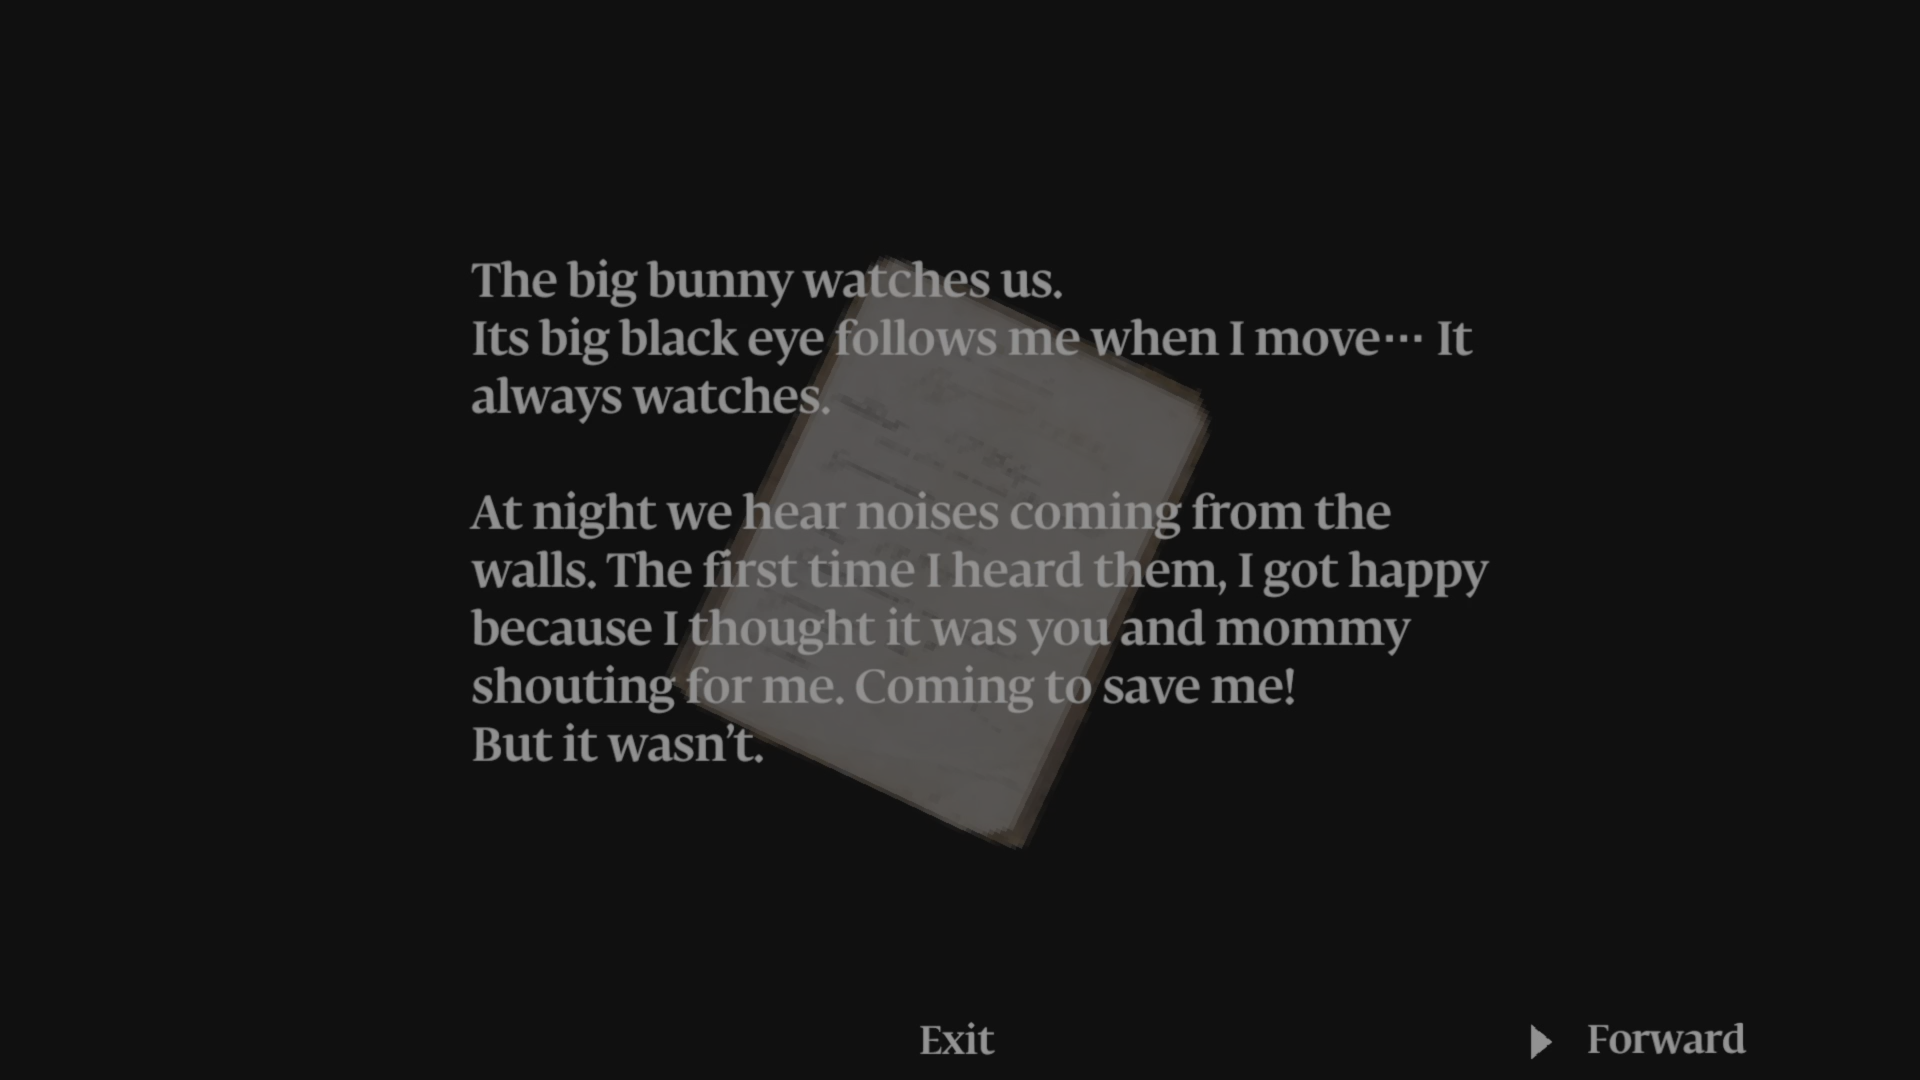 The big bunny watches us.
Its big black eye follows me when I move⋯ It
always watches.
At night we hear noises coming from the
walls. The first time I heard them, I got happy
because I thought it was you and mommy
shouting for me. Coming to save me!
But it wasn’t.
Exit
Forward